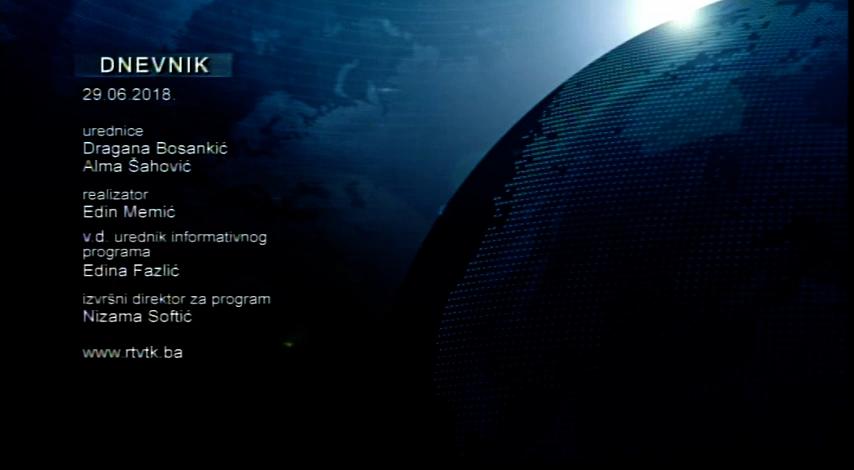 DNEVNIK
29.06.2018.
urednice
Dragana Bosankić
Alma Šahović
realizator
Edin Memić
v.d. urednik informativnog
programa
Edina Fazlić
izvršni direktor za program
Nizama Softić
www.rtvtk.ba